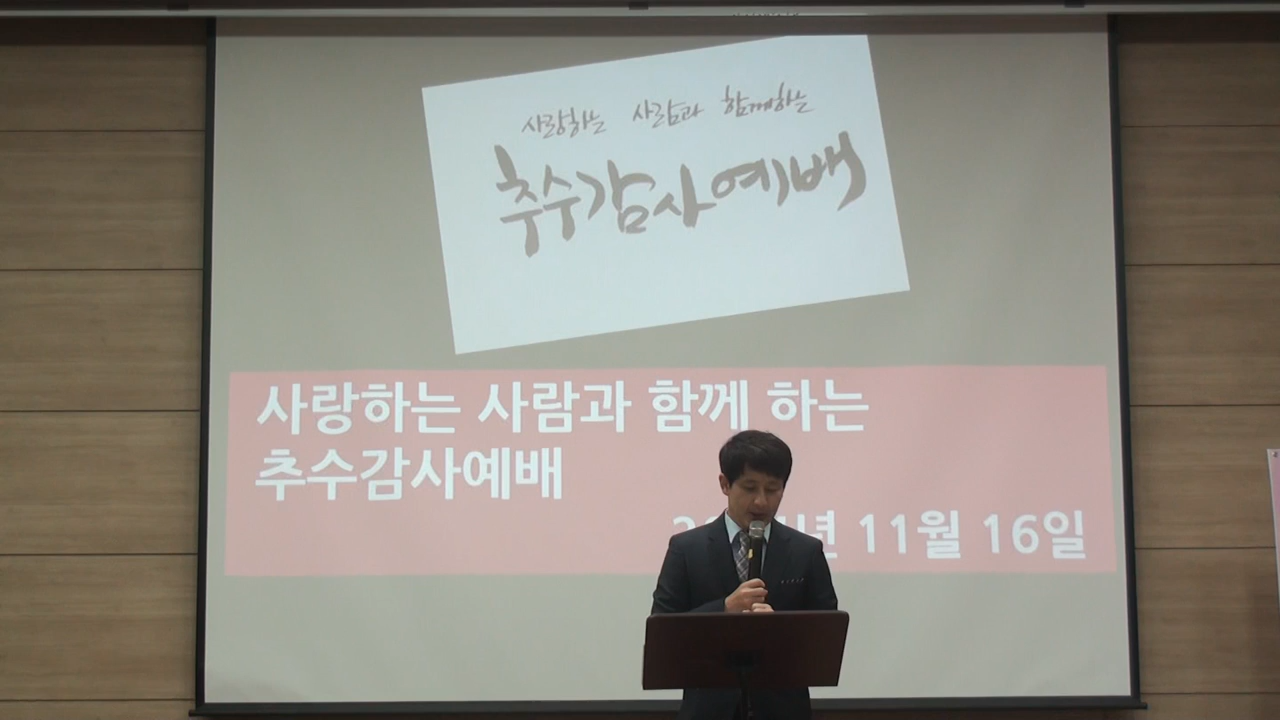 사랑하는 사람과 함께하는
추수감사예배
사랑하는 사람과 함께 하는
추수감사예배
년 11월 16일